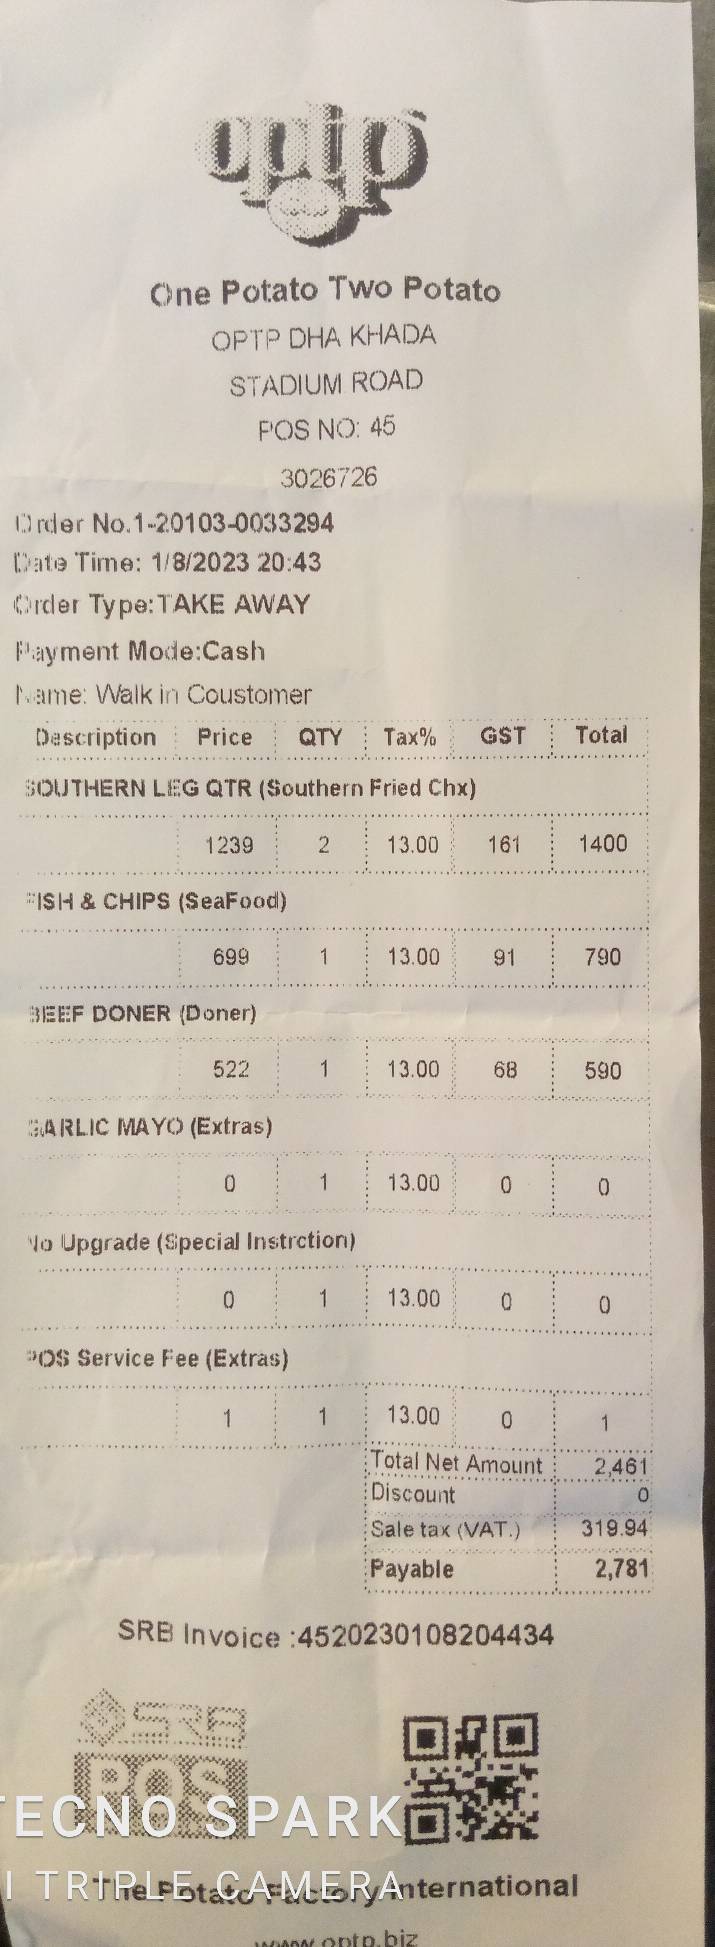 optp
One Potato Two Potato
OPTP DHA KHADA
STADIUM ROAD
POS NO: 45
3026726
Order No.1-20103-0033294
Date Time: 1/8/2023 20:43
Order Type:TAKE AWAY
Payment Mode:Cash
Name: Walk in Coustomer
Description Price QTY Tax% GST Total
SOUTHERN LEG QTR (Southern Fried Chx)
1239 2 13.00 161 1400
FISH & CHIPS (SeaFood)
699 1 13.00 91 790
BEEF DONER (Doner)
522 1 13.00 68 590
GARLIC MAYO (Extras)
0 1 13.00 0 0
No Upgrade (Special Instrction)
0 1 13.00 0 0
POS Service Fee (Extras)
1 1 13.00 0 1
Total Net Amount 2,461
Discount 0
Sale tax (VAT.) 319.94
Payable 2,781
SRB Invoice :4520230108204434
SRB
POS
TECNO SPARK
I TRIPLE CAMERA
The Potato Factory International
www.optp.biz